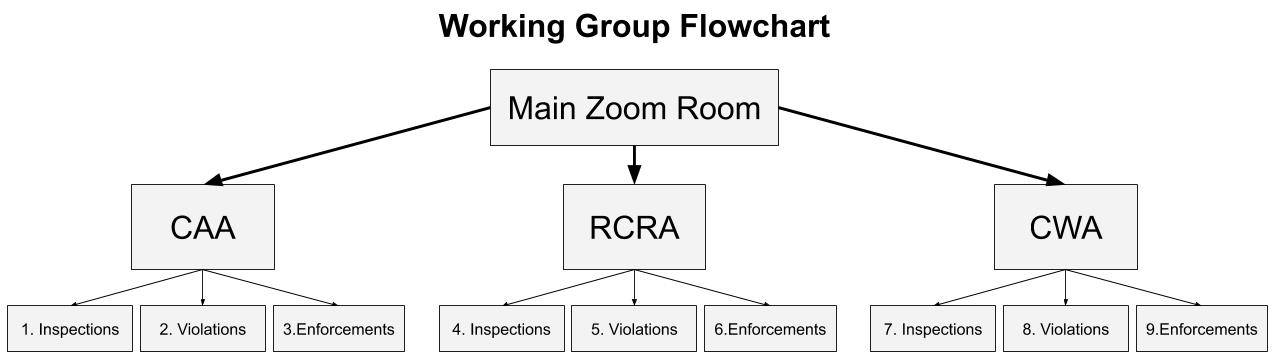 Working Group Flowchart
Main Zoom Room
CAA
RCRA
CWA
1. Inspections
2. Violations
3.Enforcements
4. Inspections
5. Violations
6.Enforcements
7. Inspections
8. Violations
9.Enforcements